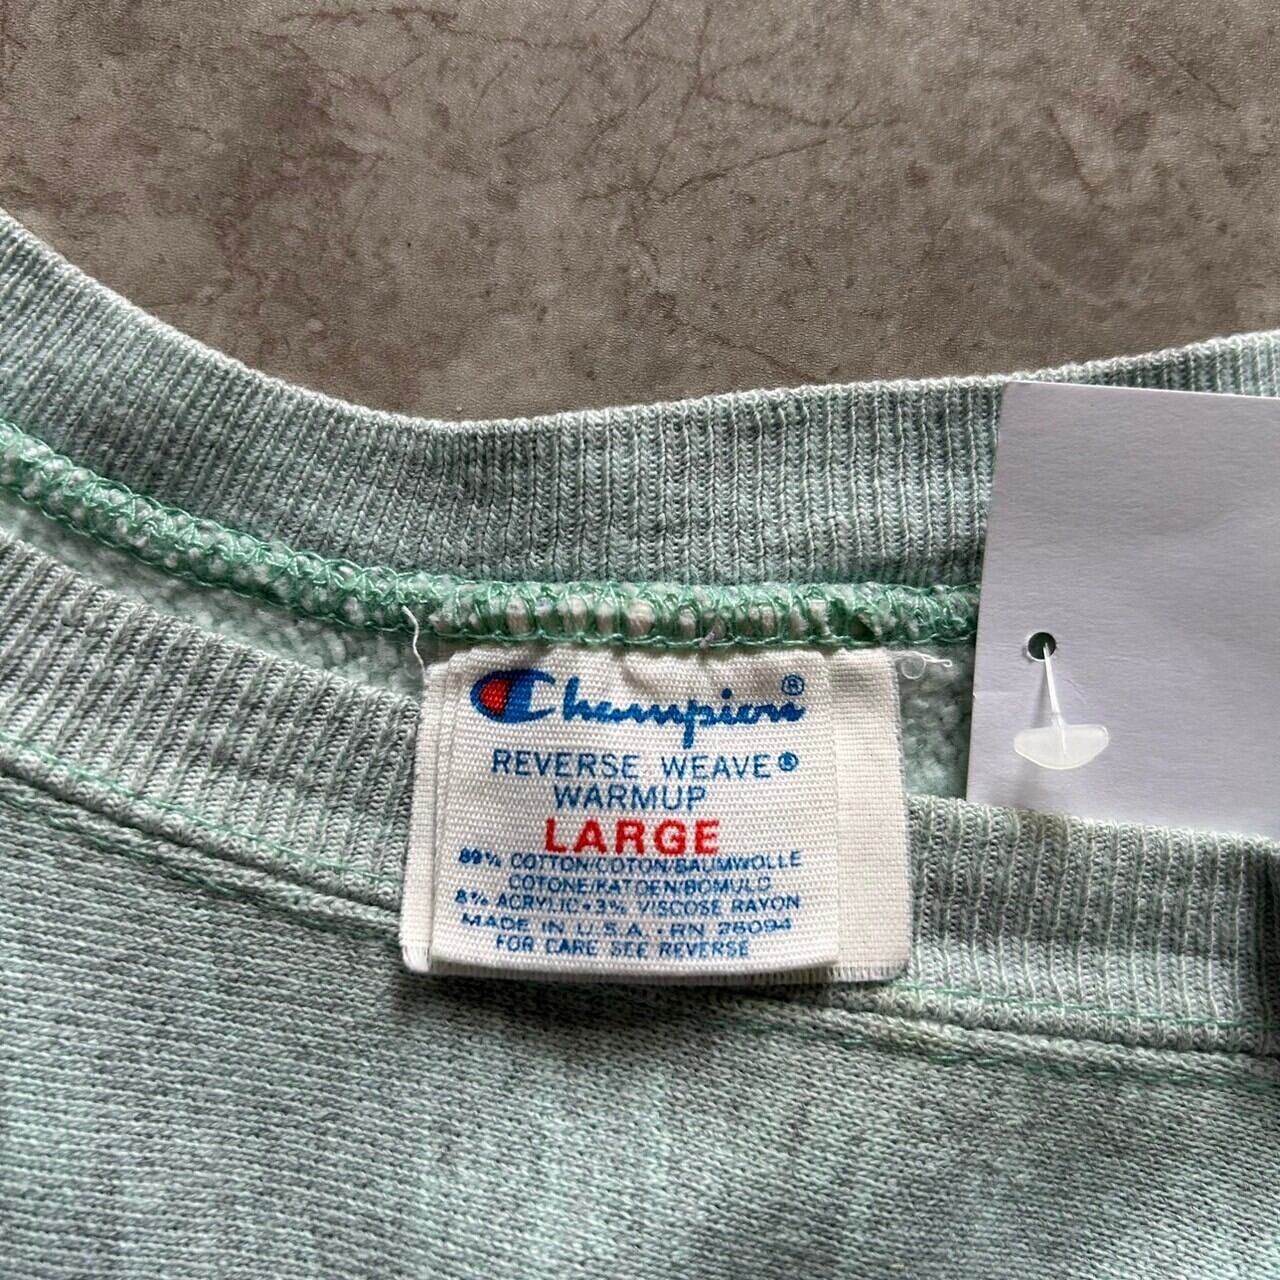 Champion®
REVERSE WEAVE®
WARMUP
LARGE
89% COTTON/COTON/BAUMWOLLE
COTONE/KATOEN/BOMULD
8% ACRYLIC • 3% VISCOSE RAYON
MADE IN U.S.A. • RN 26094
FOR CARE SEE REVERSE